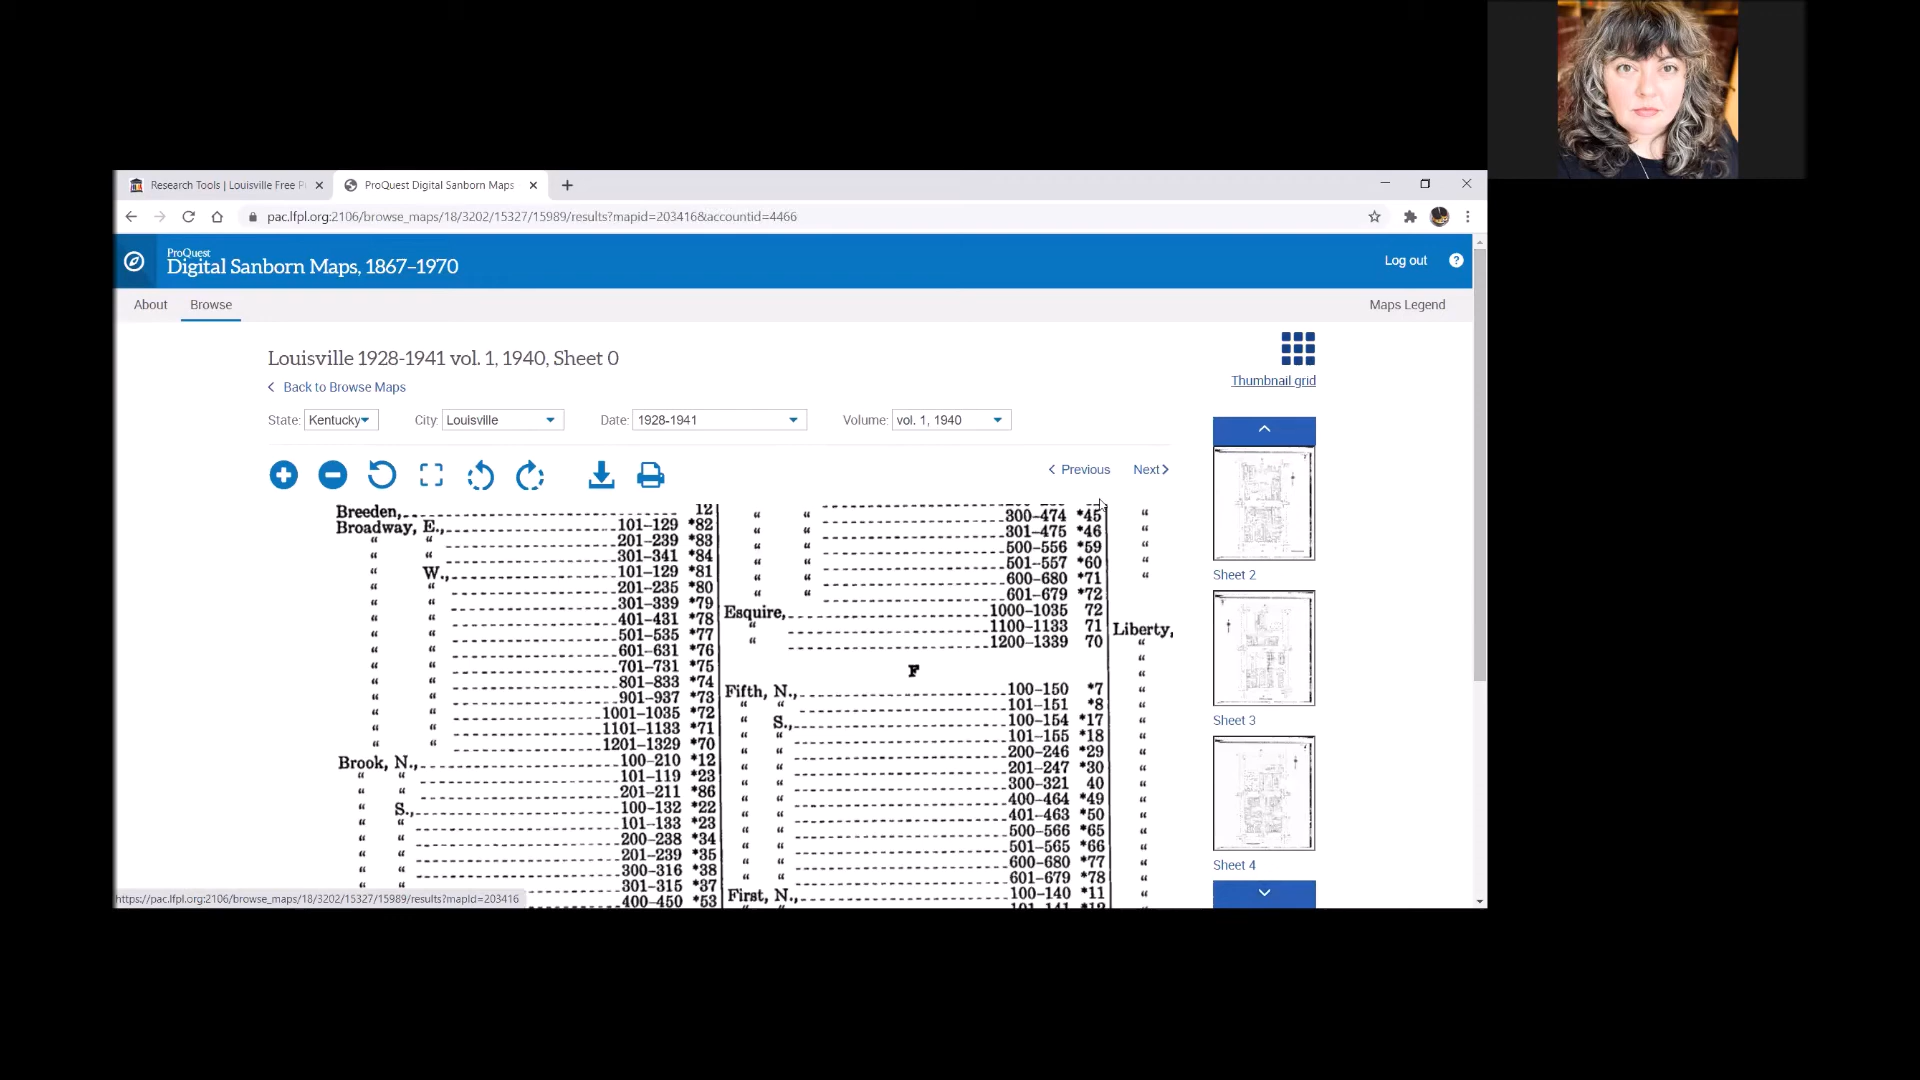 Research Tools | Louisville Free P
ProQuest Digital Sanborn Maps
pac.lfpl.org:2106/browse_maps/18/3202/15327/15989/results?mapid=203416&accountid=4466
ProQuest
Digital Sanborn Maps, 1867–1970
Log out
?
About
Browse
Maps Legend
Louisville 1928-1941 vol. 1, 1940, Sheet 0
Back to Browse Maps
Thumbnail grid
State: Kentucky
City: Louisville
Date: 1928-1941
Volume: vol. 1, 1940
Previous
Next
Breeden, 12
Broadway, E., 101–129 *82
" " 201–239 *83
" " 301–341 *84
" W., 101–129 *81
" " 201–235 *80
" " 301–339 *79
" " 401–431 *78
" " 501–535 *77
" " 601–631 *76
" " 701–731 *75
" " 801–833 *74
" " 901–937 *73
" " 1001–1035 *72
" " 1101–1133 *71
" " 1201–1329 *70
Brook, N., 100–210 *12
" " 101–119 *23
" " 201–211 *86
" S., 100–132 *22
" " 101–133 *23
" " 200–238 *34
" " 201–239 *35
" " 300–316 *38
" " 301–315 *37
400–450 *53
" " 300–474 *45
" " 301–475 *46
" " 500–556 *59
" " 501–557 *60
" " 600–680 *71
" " 601–679 *72
Esquire, 1000–1035 72
" 1100–1133 71
" 1200–1339 70
F
Fifth, N., 100–150 *7
" " 101–151 *8
" S., 100–154 *17
" " 101–155 *18
" " 200–246 *29
" " 201–247 *30
" " 300–321 40
" " 400–464 *49
" " 401–463 *50
" " 500–566 *65
" " 501–565 *66
" " 600–680 *77
" " 601–679 *78
First, N., 100–140 *11
Liberty,
Sheet 2
Sheet 3
Sheet 4
https://pac.lfpl.org:2106/browse_maps/18/3202/15327/15989/results?mapId=203416